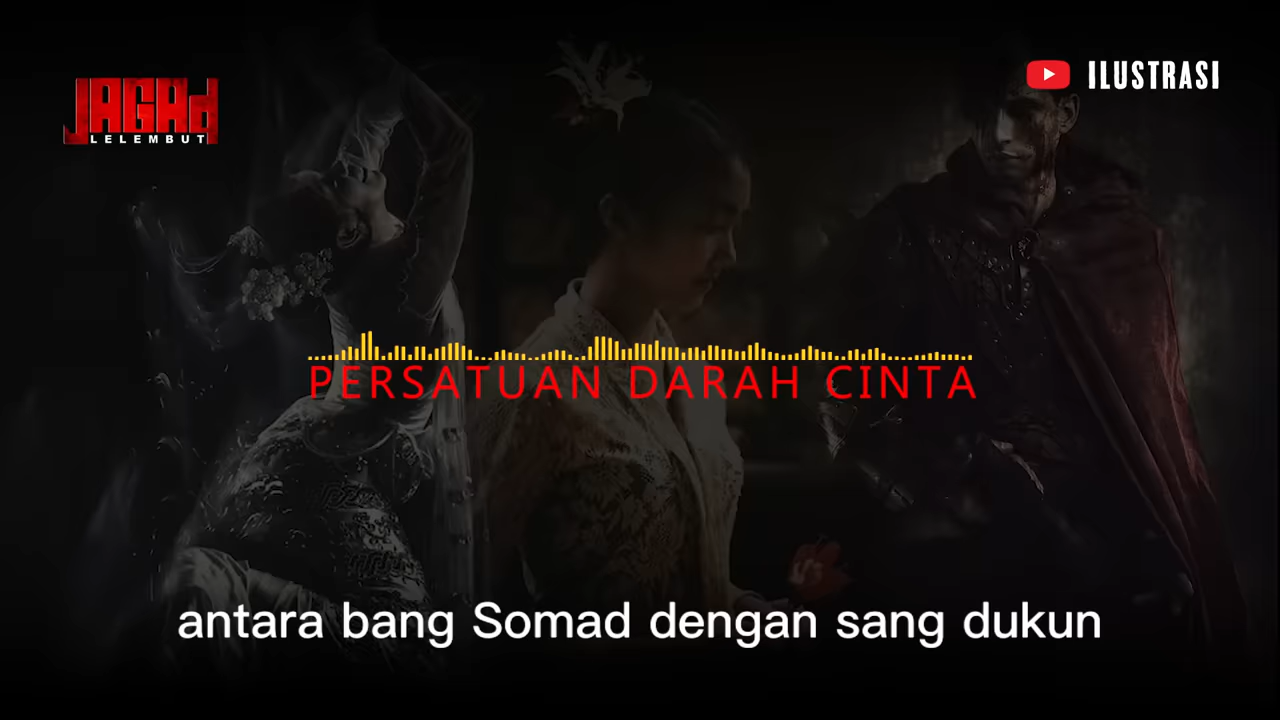 JAGAd
LELEMBUT
ILUSTRASI
PERSATUAN DARAH CINTA
antara bang Somad dengan sang dukun